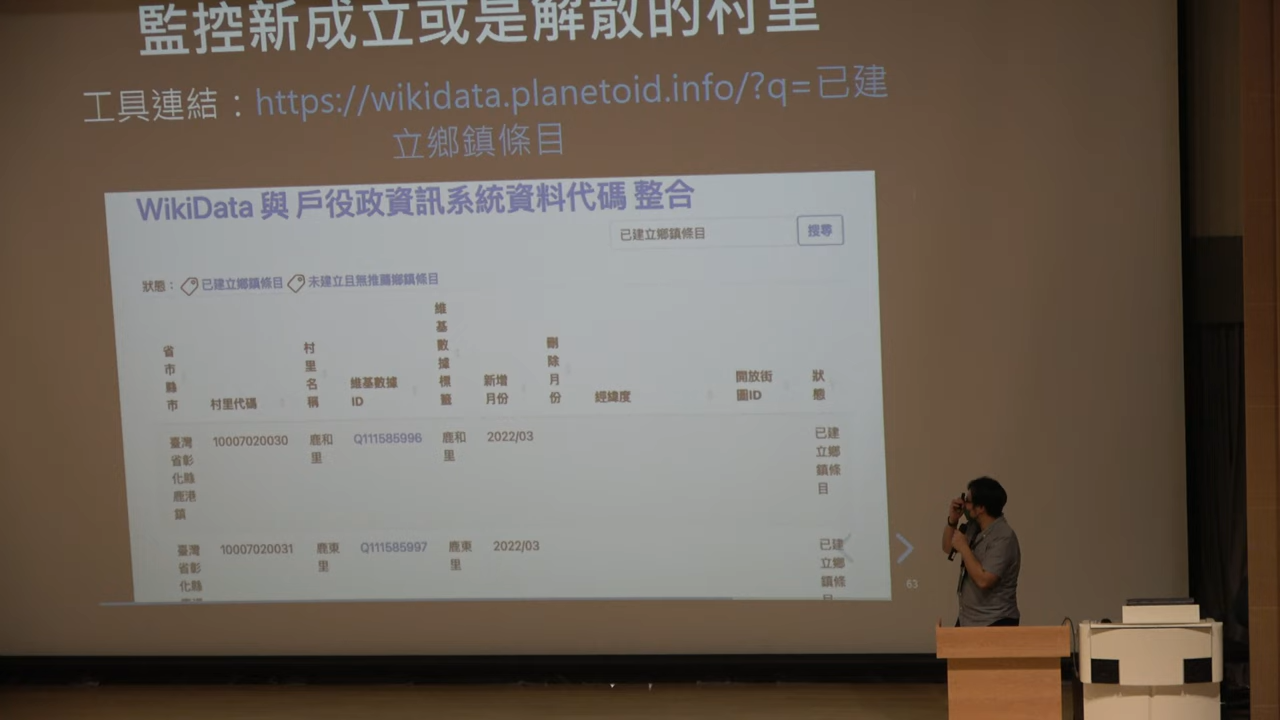 監控新成立或是解散的村里
工具連結：https://wikidata.planetoid.info/?q=已建
立鄉鎮條目
WikiData 與 戶役政資訊系統資料代碼 整合
已建立鄉鎮條目
搜尋
狀態： 已建立鄉鎮條目 未建立且無推薦鄉鎮條目
省市縣市
村里代碼
村里名稱
維基數據
ID
維基數據標籤
新增
月份
刪除月份
經緯度
開放街
圖ID
狀態
臺灣
省彰
化縣
鹿港
鎮
10007020030
鹿和
里
Q111585996
鹿和
里
2022/03
已建
立鄉
鎮條
目
臺灣
省彰
化縣
10007020031
鹿東
里
Q111585997
鹿東
里
2022/03
已建
立鄉
鎮條
63